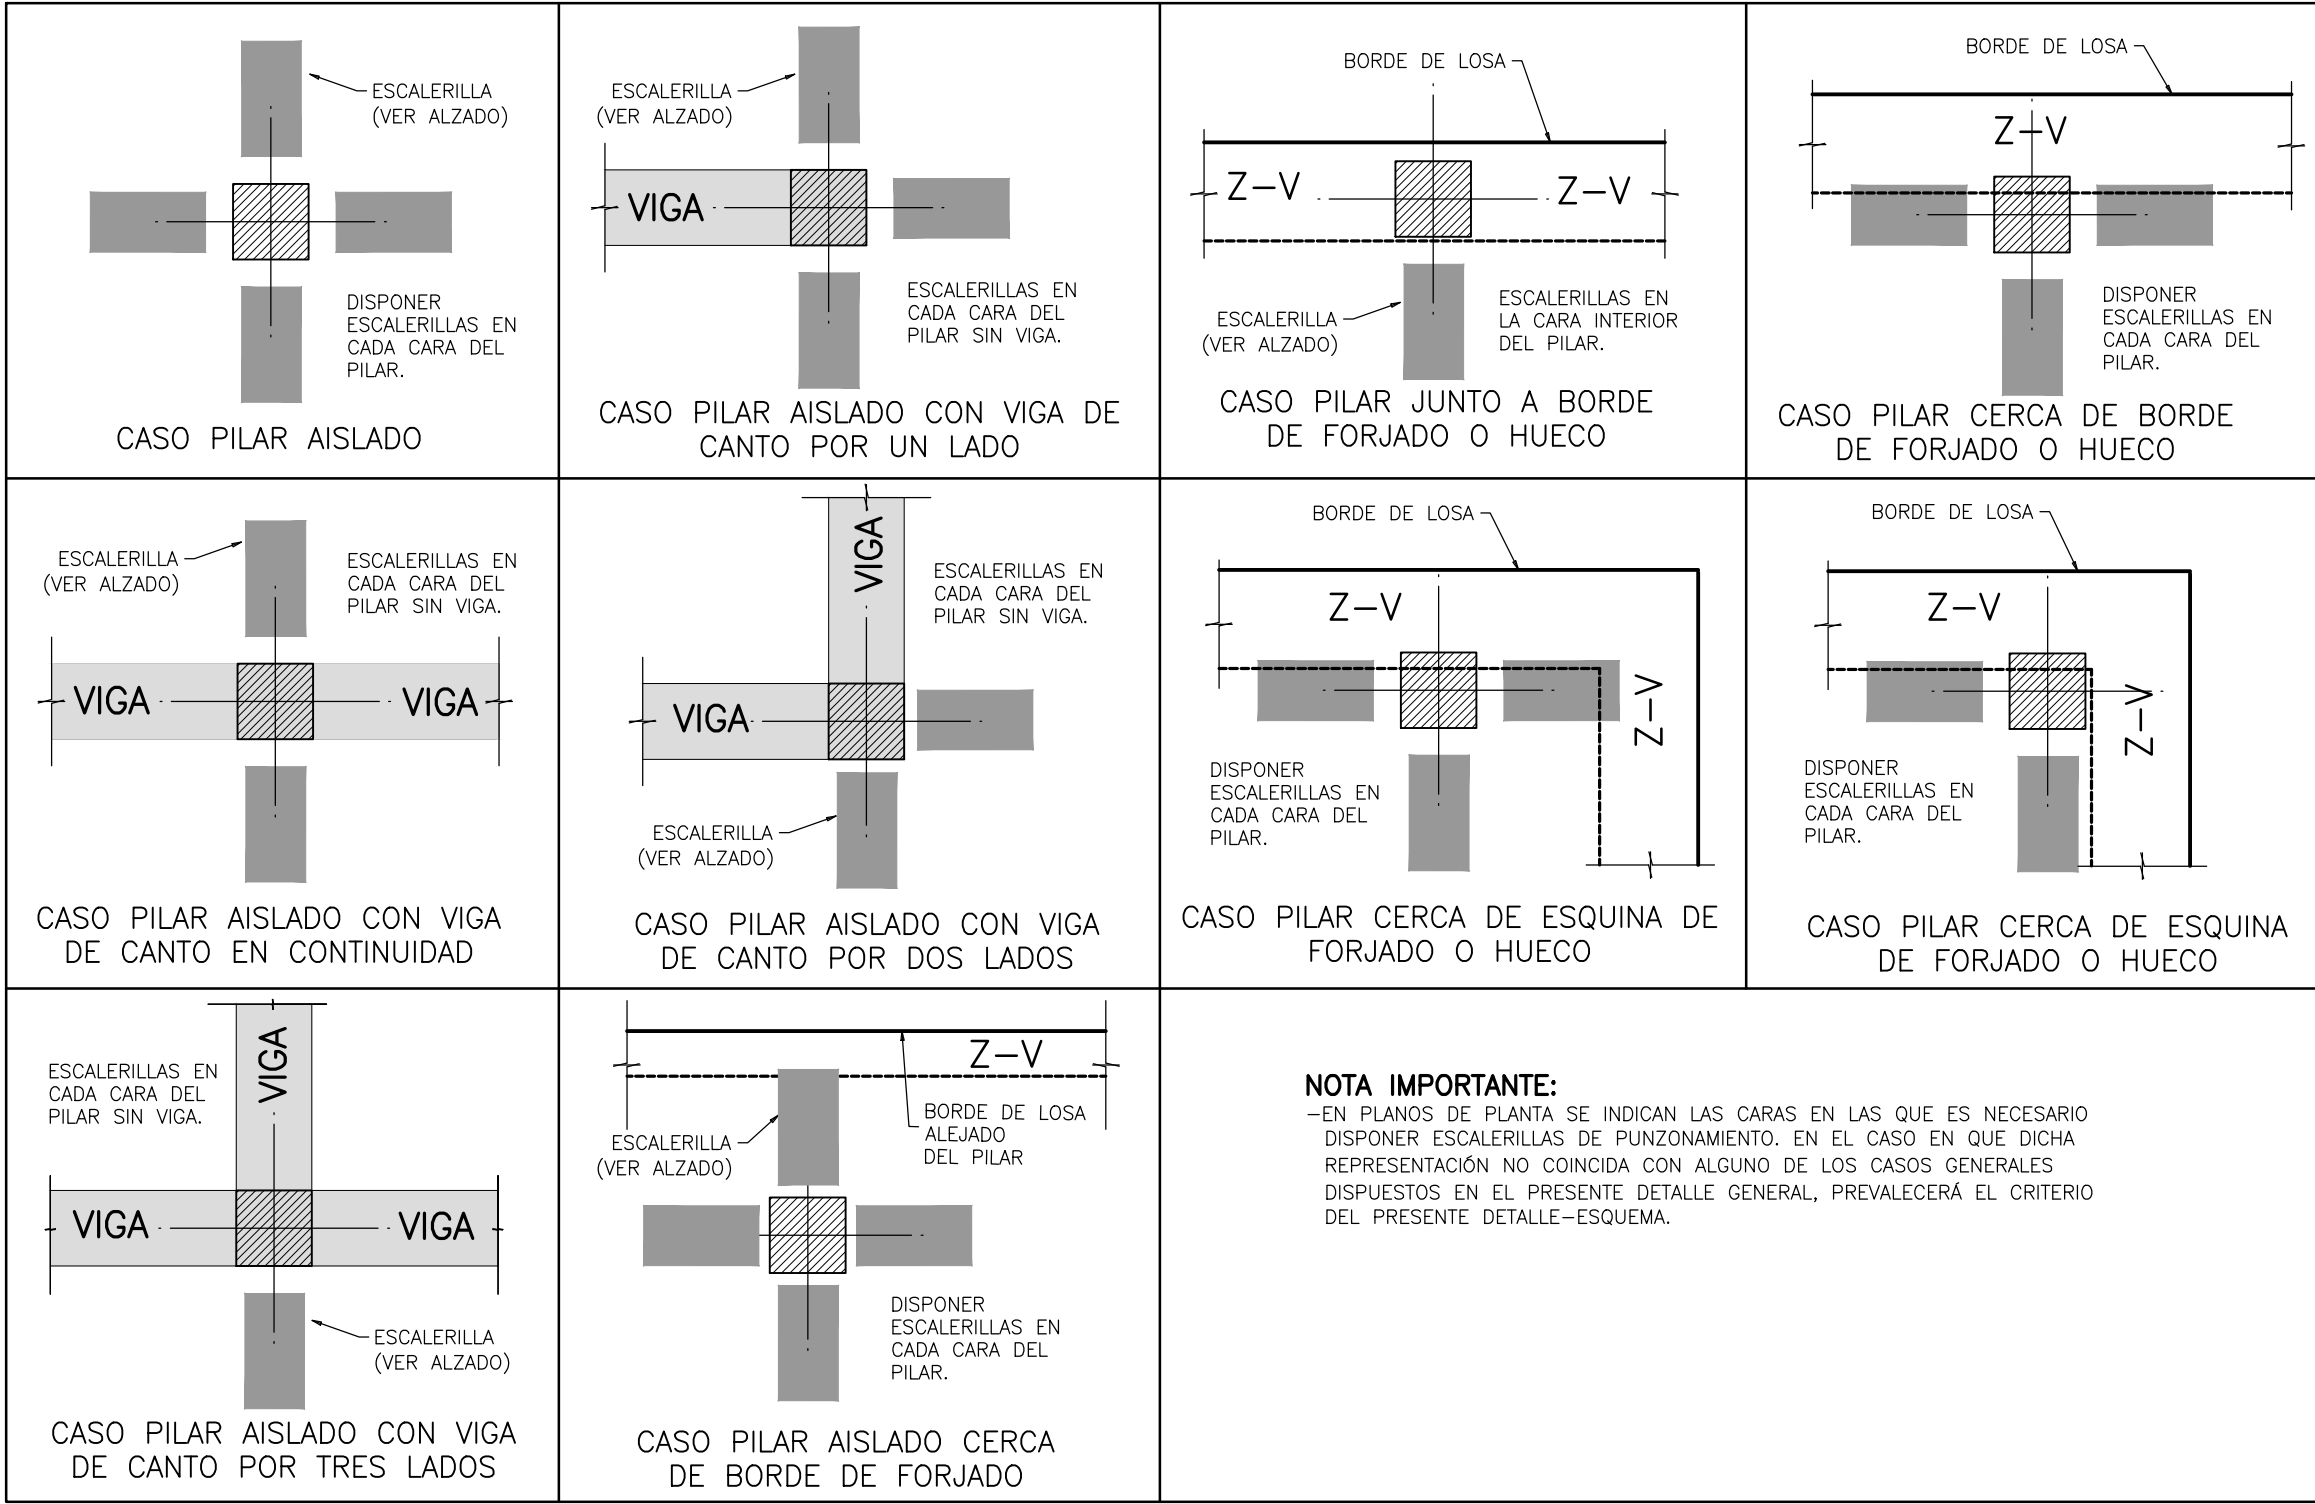 ESCALERILLA
(VER ALZADO)
DISPONER
ESCALERILLAS EN
CADA CARA DEL
PILAR.
CASO PILAR AISLADO
ESCALERILLA
(VER ALZADO)
VIGA
ESCALERILLAS EN
CADA CARA DEL
PILAR SIN VIGA.
CASO PILAR AISLADO CON VIGA DE
CANTO POR UN LADO
BORDE DE LOSA
Z-V
Z-V
ESCALERILLA
(VER ALZADO)
ESCALERILLAS EN
LA CARA INTERIOR
DEL PILAR.
CASO PILAR JUNTO A BORDE
DE FORJADO O HUECO
BORDE DE LOSA
Z-V
DISPONER
ESCALERILLAS EN
CADA CARA DEL
PILAR.
CASO PILAR CERCA DE BORDE
DE FORJADO O HUECO
ESCALERILLA
(VER ALZADO)
ESCALERILLAS EN
CADA CARA DEL
PILAR SIN VIGA.
VIGA
VIGA
CASO PILAR AISLADO CON VIGA
DE CANTO EN CONTINUIDAD
VIGA
ESCALERILLAS EN
CADA CARA DEL
PILAR SIN VIGA.
VIGA
ESCALERILLA
(VER ALZADO)
CASO PILAR AISLADO CON VIGA
DE CANTO POR DOS LADOS
BORDE DE LOSA
Z-V
Z-V
DISPONER
ESCALERILLAS EN
CADA CARA DEL
PILAR.
CASO PILAR CERCA DE ESQUINA DE
FORJADO O HUECO
BORDE DE LOSA
Z-V
Z-V
DISPONER
ESCALERILLAS EN
CADA CARA DEL
PILAR.
CASO PILAR CERCA DE ESQUINA
DE FORJADO O HUECO
VIGA
ESCALERILLAS EN
CADA CARA DEL
PILAR SIN VIGA.
VIGA
VIGA
ESCALERILLA
(VER ALZADO)
CASO PILAR AISLADO CON VIGA
DE CANTO POR TRES LADOS
Z-V
BORDE DE LOSA
ALEJADO
DEL PILAR
ESCALERILLA
(VER ALZADO)
DISPONER
ESCALERILLAS EN
CADA CARA DEL
PILAR.
CASO PILAR AISLADO CERCA
DE BORDE DE FORJADO
NOTA IMPORTANTE:
-EN PLANOS DE PLANTA SE INDICAN LAS CARAS EN LAS QUE ES NECESARIO
DISPONER ESCALERILLAS DE PUNZONAMIENTO. EN EL CASO EN QUE DICHA
REPRESENTACIÓN NO COINCIDA CON ALGUNO DE LOS CASOS GENERALES
DISPUESTOS EN EL PRESENTE DETALLE GENERAL, PREVALECERÁ EL CRITERIO
DEL PRESENTE DETALLE-ESQUEMA.